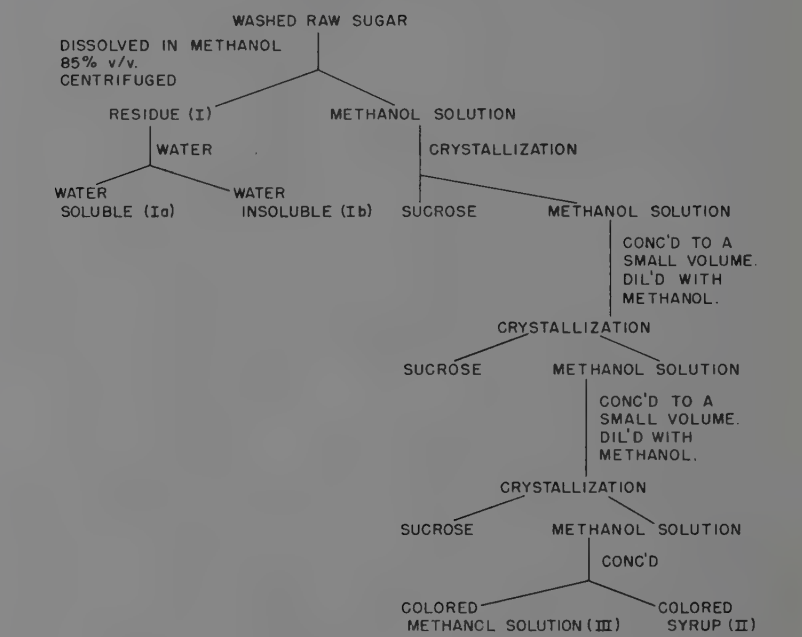 WASHED RAW SUGAR
DISSOLVED IN METHANOL
85% v/v.
CENTRIFUGED
RESIDUE (I)
METHANOL SOLUTION
WATER
CRYSTALLIZATION
WATER
SOLUBLE (Ia)
WATER
INSOLUBLE (Ib)
SUCROSE
METHANOL SOLUTION
CONC'D TO A
SMALL VOLUME.
DIL'D WITH
METHANOL.
CRYSTALLIZATION
SUCROSE
METHANOL SOLUTION
CONC'D TO A
SMALL VOLUME.
DIL'D WITH
METHANOL.
CRYSTALLIZATION
SUCROSE
METHANOL SOLUTION
CONC'D
COLORED
METHANOL SOLUTION (III)
COLORED
SYRUP (II)